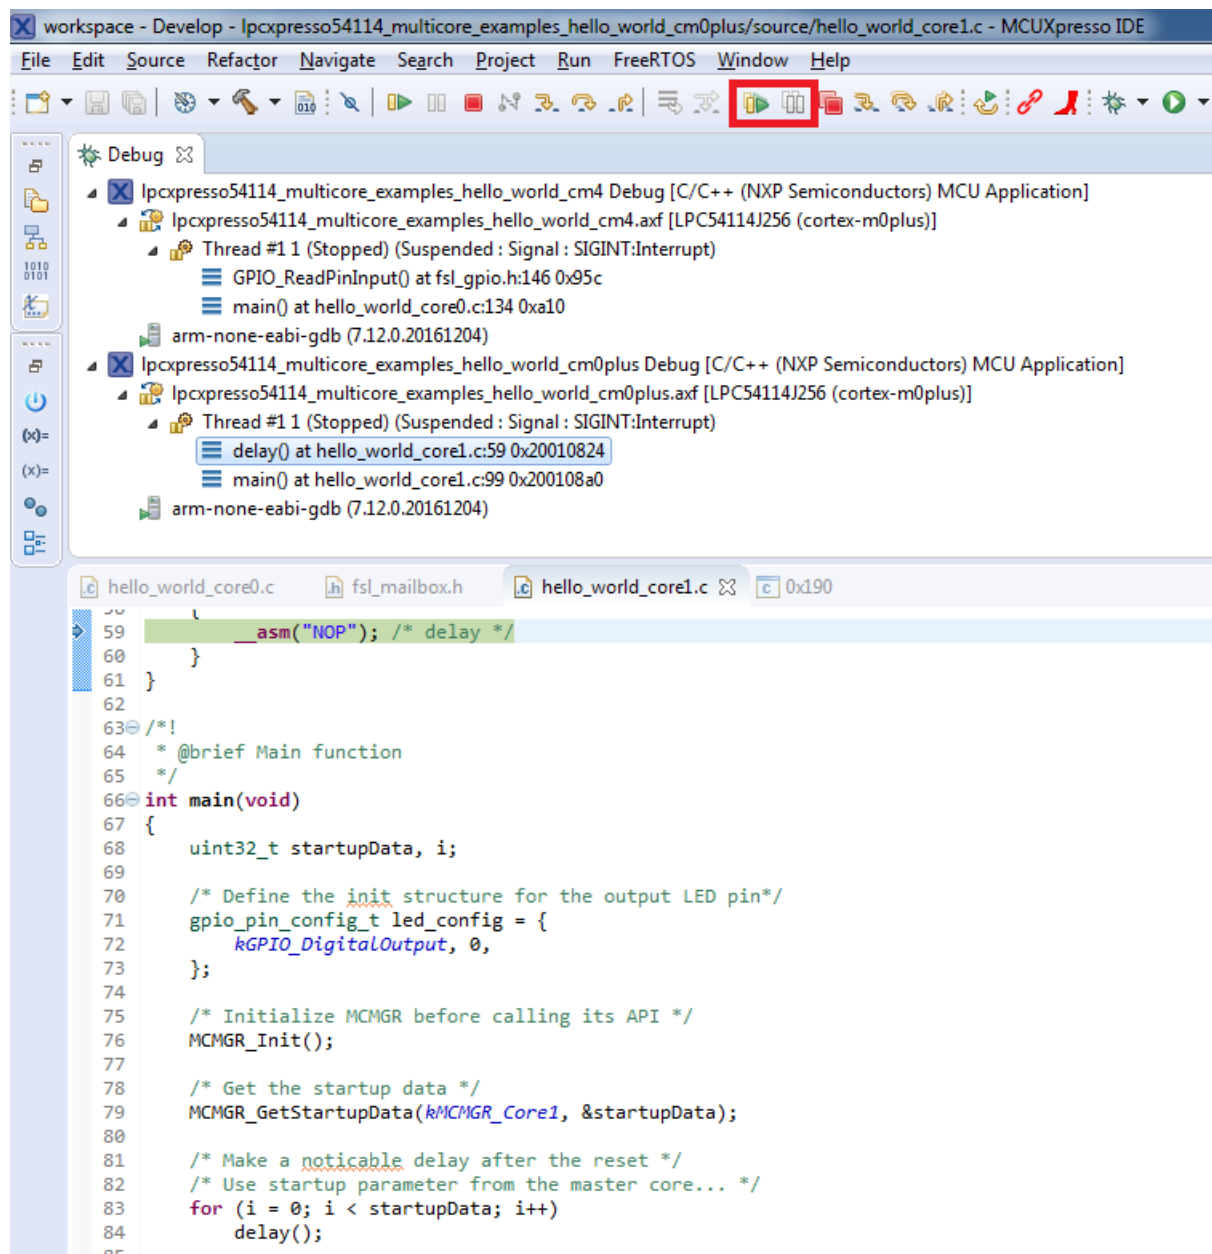 workspace - Develop - lpcxpresso54114_multicore_examples_hello_world_cm0plus/source/hello_world_core1.c - MCUXpresso IDE
File Edit Source Refactor Navigate Search Project Run FreeRTOS Window Help
010
Debug
lpcxpresso54114_multicore_examples_hello_world_cm4 Debug [C/C++ (NXP Semiconductors) MCU Application]
lpcxpresso54114_multicore_examples_hello_world_cm4.axf [LPC54114J256 (cortex-m0plus)]
Thread #1 1 (Stopped) (Suspended : Signal : SIGINT:Interrupt)
GPIO_ReadPinInput() at fsl_gpio.h:146 0x95c
main() at hello_world_core0.c:134 0xa10
arm-none-eabi-gdb (7.12.0.20161204)
lpcxpresso54114_multicore_examples_hello_world_cm0plus Debug [C/C++ (NXP Semiconductors) MCU Application]
lpcxpresso54114_multicore_examples_hello_world_cm0plus.axf [LPC54114J256 (cortex-m0plus)]
Thread #1 1 (Stopped) (Suspended : Signal : SIGINT:Interrupt)
delay() at hello_world_core1.c:59 0x20010824
main() at hello_world_core1.c:99 0x200108a0
arm-none-eabi-gdb (7.12.0.20161204)
1010
0101
(x)=
(x)=
hello_world_core0.c fsl_mailbox.h hello_world_core1.c 0x190
58 {
59 __asm("NOP"); /* delay */
60 }
61 }
62
63 /*!
64 * @brief Main function
65 */
66 int main(void)
67 {
68 uint32_t startupData, i;
69
70 /* Define the init structure for the output LED pin*/
71 gpio_pin_config_t led_config = {
72 kGPIO_DigitalOutput, 0,
73 };
74
75 /* Initialize MCMGR before calling its API */
76 MCMGR_Init();
77
78 /* Get the startup data */
79 MCMGR_GetStartupData(kMCMGR_Core1, &startupData);
80
81 /* Make a noticable delay after the reset */
82 /* Use startup parameter from the master core... */
83 for (i = 0; i < startupData; i++)
84 delay();
85